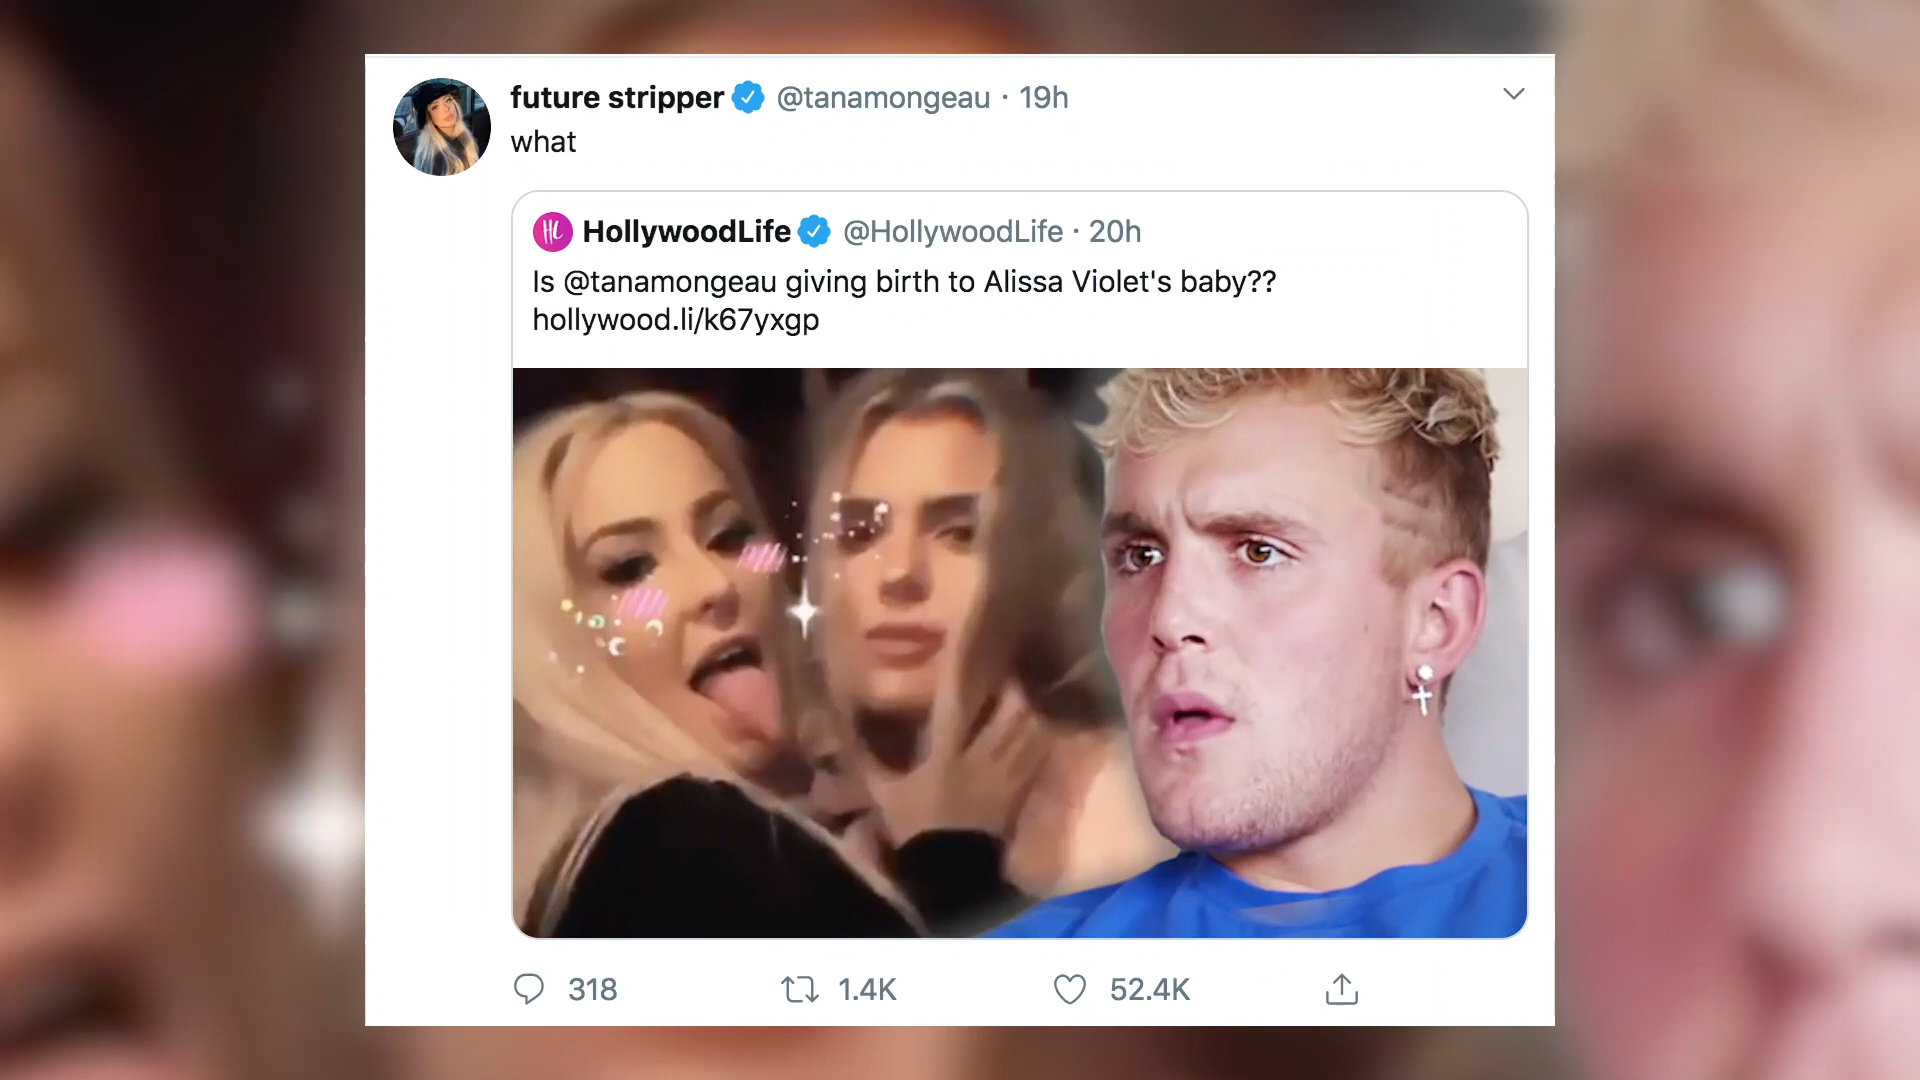 future stripper @tanamongeau · 19h
what
HL HollywoodLife @HollywoodLife · 20h
Is @tanamongeau giving birth to Alissa Violet's baby??
hollywood.li/k67yxgp
318 1.4K 52.4K